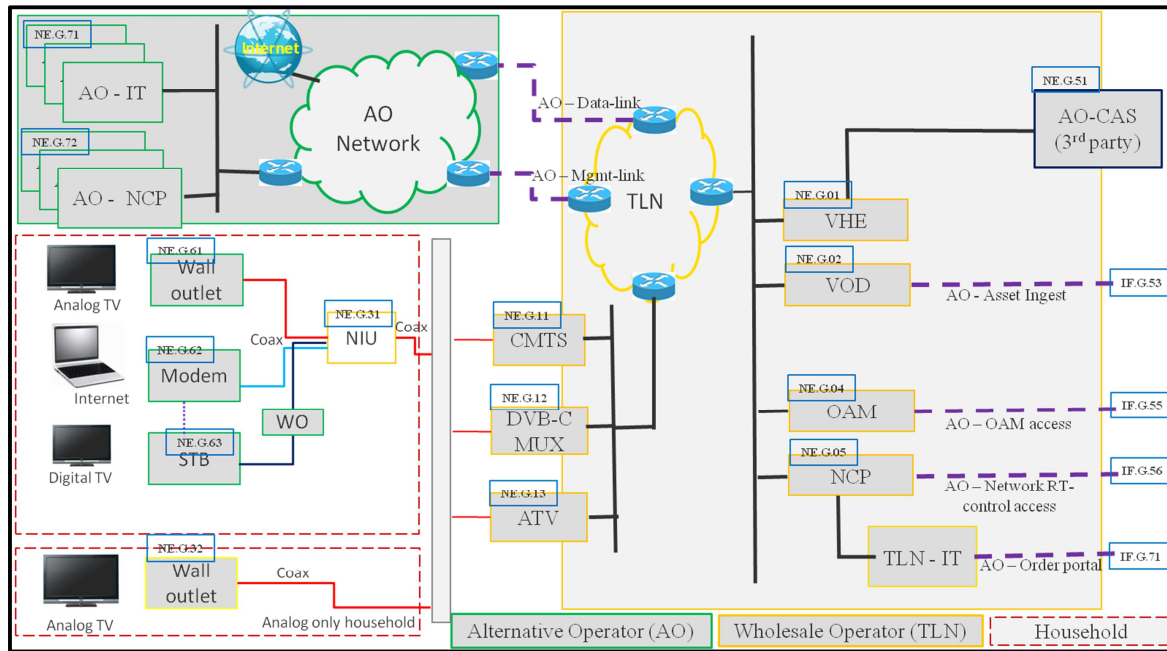 NE.G.71
AO - IT
NE.G.72
AO - NCP
Internet
AO
Network
AO – Data-link
AO – Mgmt-link
TLN
NE.G.51
AO-CAS
(3rd party)
NE.G.01
VHE
NE.G.02
VOD
AO - Asset Ingest
IF.G.53
NE.G.04
OAM
AO – OAM access
IF.G.55
NE.G.05
NCP
AO – Network RT-
control access
IF.G.56
TLN - IT
AO – Order portal
IF.G.71
Analog TV
NE.G.61
Wall
outlet
NE.G.31
NIU
Coax
Coax
Internet
NE.G.62
Modem
WO
Digital TV
NE.G.63
STB
NE.G.11
CMTS
NE.G.12
DVB-C
MUX
NE.G.13
ATV
Analog TV
NE.G.32
Wall
outlet
Coax
Analog only household
Alternative Operator (AO)
Wholesale Operator (TLN)
Household